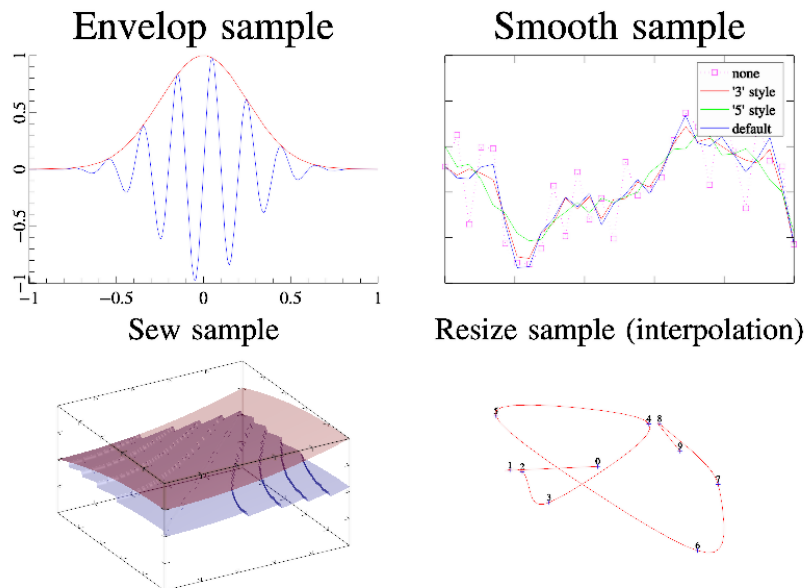 Envelop sample
1
0.5
0
−0.5
−1
−1
−0.5
0
0.5
1
Smooth sample
none
'3' style
'5' style
default
Sew sample
Resize sample (interpolation)
5
4 8
9
0
1 2
7
3
6